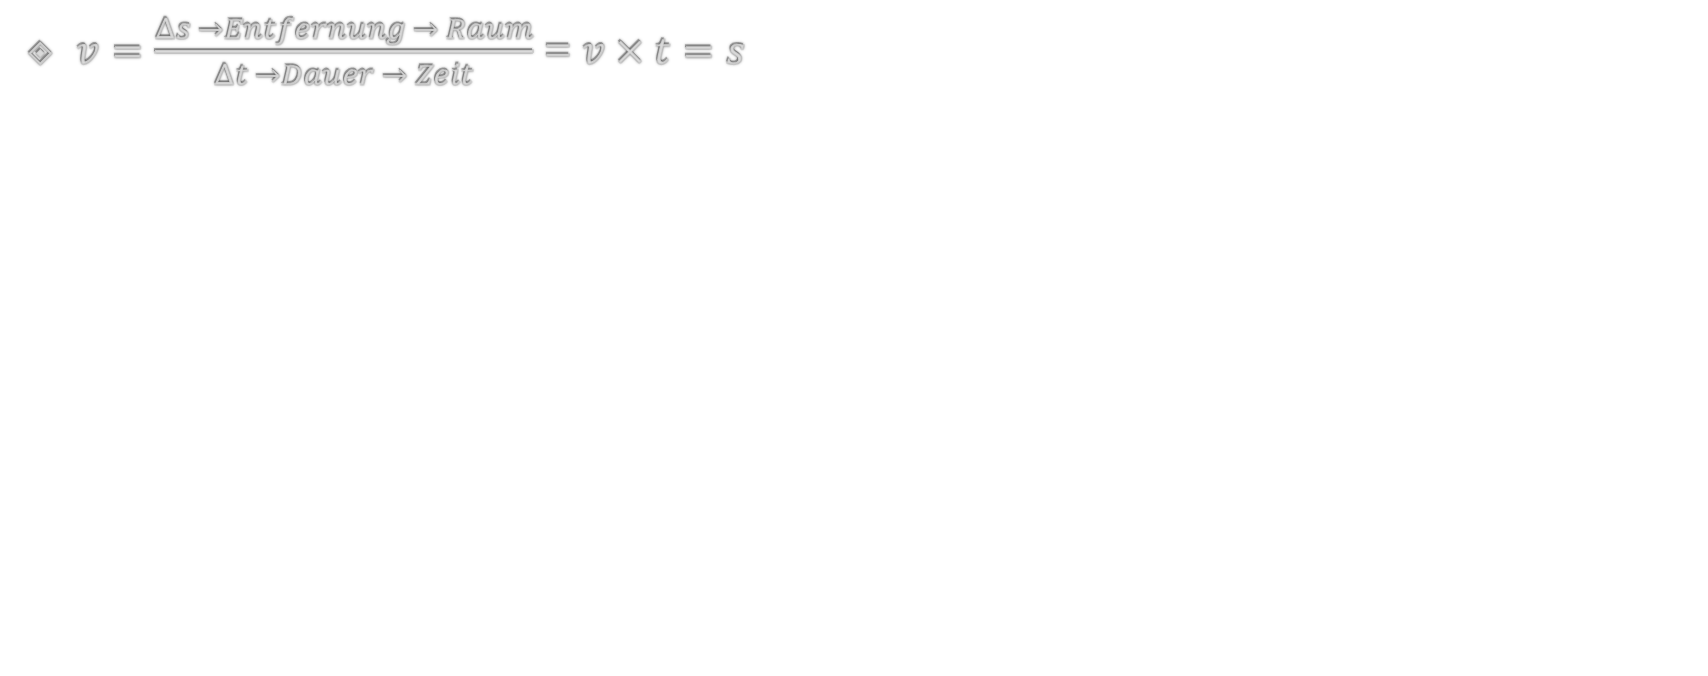 ❖ v = Δs →Entfernung → Raum / Δt →Dauer → Zeit = v × t = s